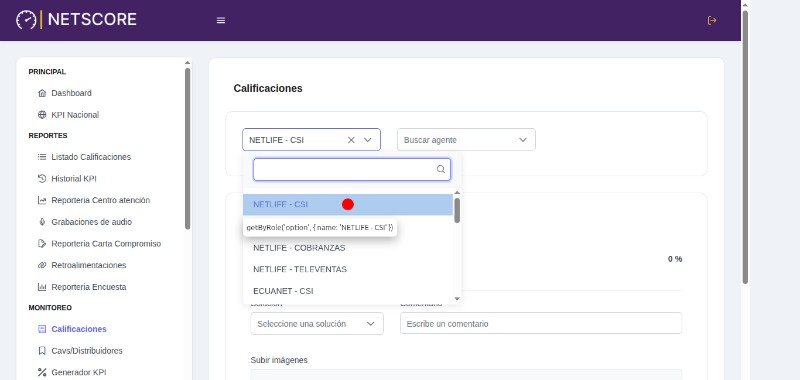 NETSCORE
PRINCIPAL
Dashboard
KPI Nacional
REPORTES
Listado Calificaciones
Historial KPI
Reporteria Centro atención
Grabaciones de audio
Reporteria Carta Compromiso
Retroalimentaciones
Reporteria Encuesta
MONITOREO
Calificaciones
Cavs/Distribuidores
Generador KPI
Calificaciones
NETLIFE - CSI
Buscar agente
NETLIFE - CSI
getByRole('option', { name: 'NETLIFE - CSI' })
NETLIFE - COBRANZAS
NETLIFE - TELEVENTAS
ECUANET - CSI
0 %
Seleccione una solución
Escribe un comentario
Subir imágenes